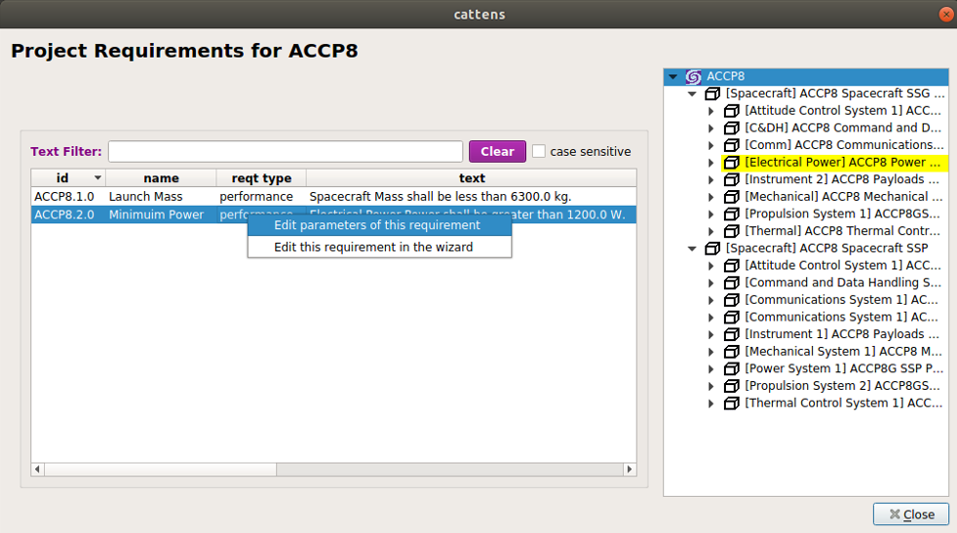 cattens
Project Requirements for ACCP8
Text Filter:
Clear
case sensitive
id name reqt type text
ACCP8.1.0 Launch Mass performance Spacecraft Mass shall be less than 6300.0 kg.
ACCP8.2.0 Minimuim Power performance Electrical Power Power shall be greater than 1200.0 W.
Edit parameters of this requirement
Edit this requirement in the wizard
ACCP8
[Spacecraft] ACCP8 Spacecraft SSG ...
[Attitude Control System 1] ACC...
[C&DH] ACCP8 Command and D...
[Comm] ACCP8 Communications...
[Electrical Power] ACCP8 Power ...
[Instrument 2] ACCP8 Payloads ...
[Mechanical] ACCP8 Mechanical ...
[Propulsion System 1] ACCP8GS...
[Thermal] ACCP8 Thermal Contr...
[Spacecraft] ACCP8 Spacecraft SSP
[Attitude Control System 1] ACC...
[Command and Data Handling S...
[Communications System 1] AC...
[Communications System 1] AC...
[Instrument 1] ACCP8 Payloads ...
[Mechanical System 1] ACCP8 M...
[Power System 1] ACCP8G SSP P...
[Propulsion System 2] ACCP8GS...
[Thermal Control System 1] ACC...
Close